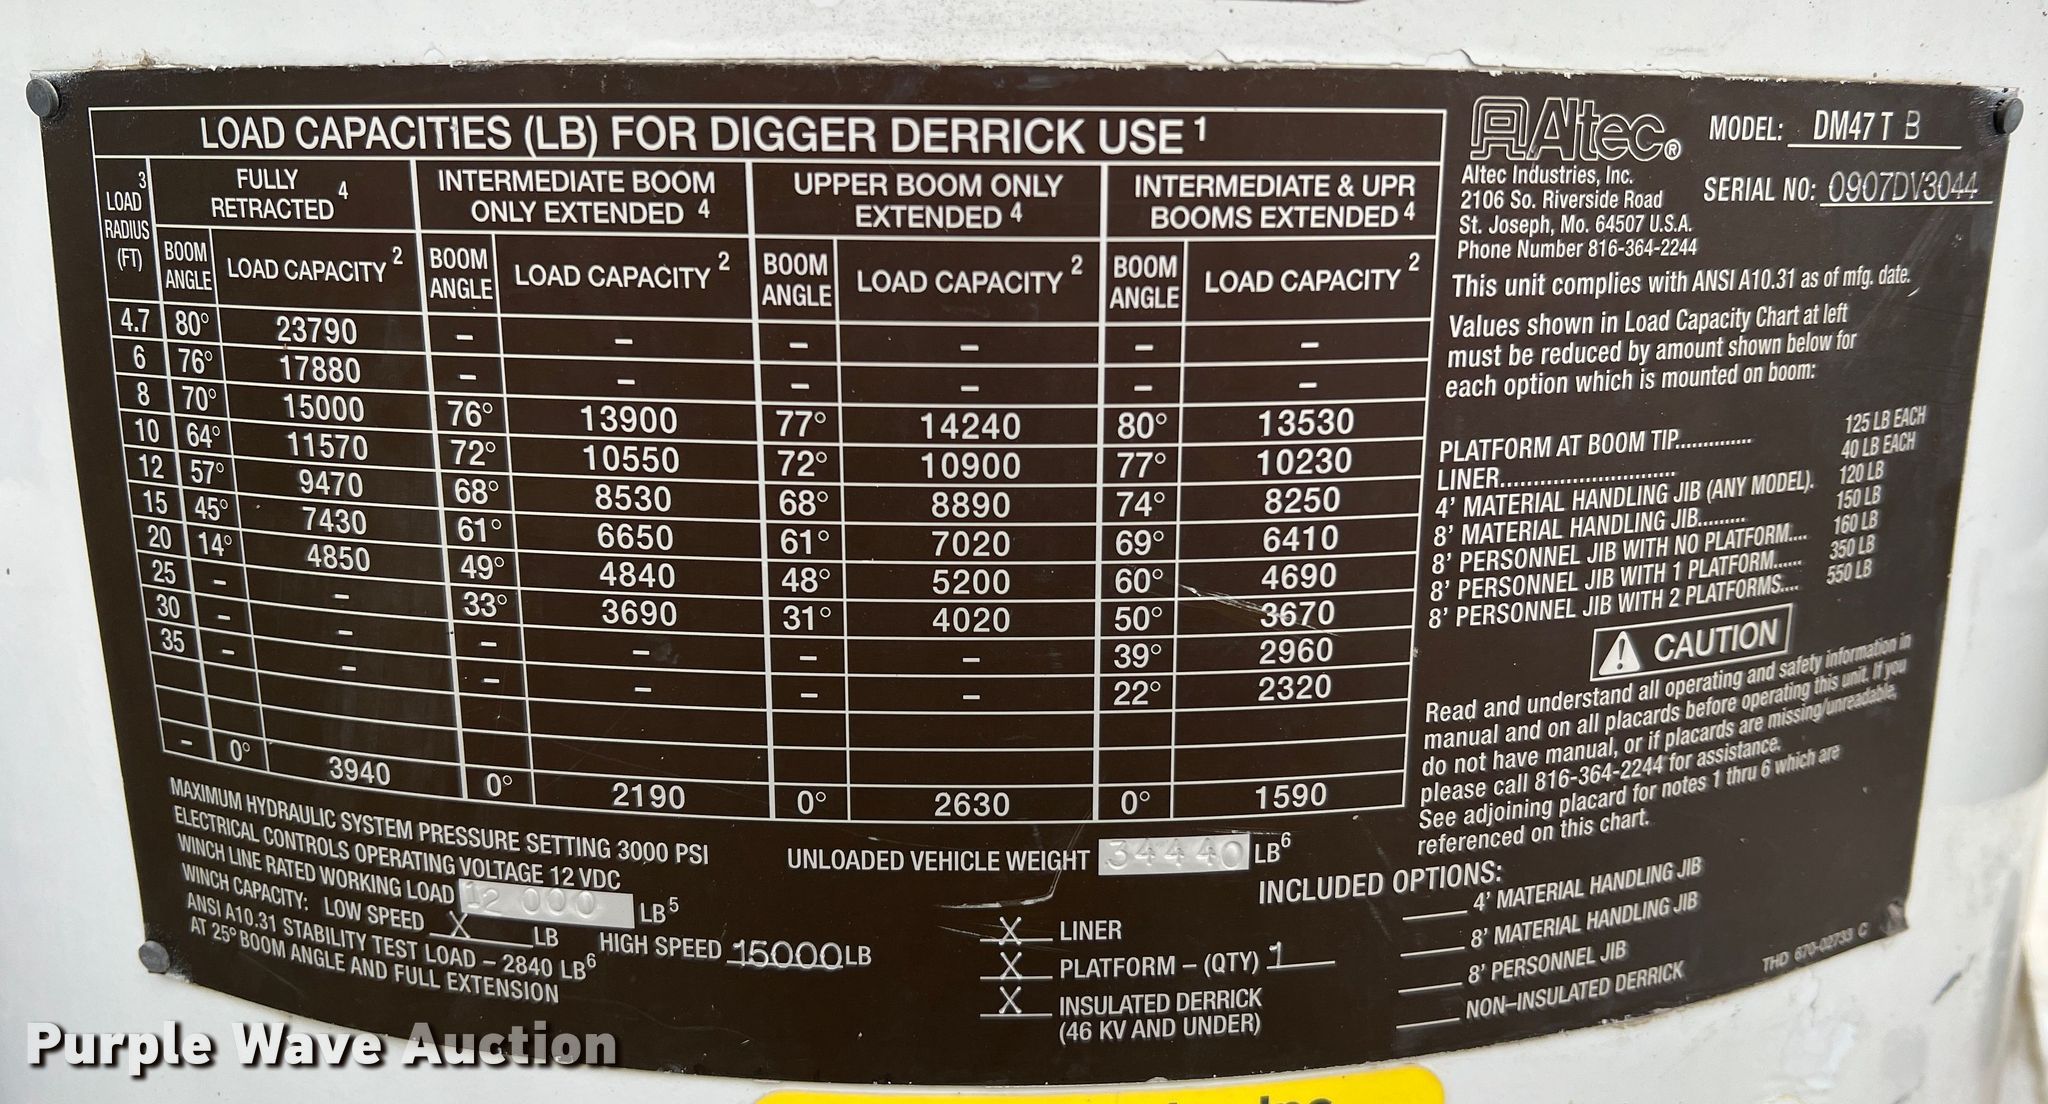 LOAD CAPACITIES (LB) FOR DIGGER DERRICK USE 1
LOAD 3 RADIUS (FT)
FULLY RETRACTED 4
INTERMEDIATE BOOM ONLY EXTENDED 4
UPPER BOOM ONLY EXTENDED 4
INTERMEDIATE & UPR BOOMS EXTENDED 4
BOOM ANGLE LOAD CAPACITY 2 BOOM ANGLE LOAD CAPACITY 2 BOOM ANGLE LOAD CAPACITY 2 BOOM ANGLE LOAD CAPACITY 2
4.7 80° 23790 – – – – – –
6 76° 17880 – – – – – –
8 70° 15000 76° 13900 77° 14240 80° 13530
10 64° 11570 72° 10550 72° 10900 77° 10230
12 57° 9470 68° 8530 68° 8890 74° 8250
15 45° 7430 61° 6650 61° 7020 69° 6410
20 14° 4850 49° 4840 48° 5200 60° 4690
25 – – 33° 3690 31° 4020 50° 3670
30 – – – – – – 39° 2960
35 – – – – – – 22° 2320
– 0° 3940 0° 2190 0° 2630 0° 1590
MAXIMUM HYDRAULIC SYSTEM PRESSURE SETTING 3000 PSI
ELECTRICAL CONTROLS OPERATING VOLTAGE 12 VDC
WINCH LINE RATED WORKING LOAD 12 000 LB 5
WINCH CAPACITY: LOW SPEED X LB HIGH SPEED 15000 LB
ANSI A10.31 STABILITY TEST LOAD – 2840 LB 6
AT 25° BOOM ANGLE AND FULL EXTENSION
UNLOADED VEHICLE WEIGHT 34440 LB 6
INCLUDED OPTIONS:
X LINER
X PLATFORM – (QTY) 1
X INSULATED DERRICK
(46 KV AND UNDER)
4' MATERIAL HANDLING JIB
8' MATERIAL HANDLING JIB
8' PERSONNEL JIB
NON–INSULATED DERRICK
THD 670-02733 C
Altec®
MODEL: DM47 T B
SERIAL NO: 0907DV3044
Altec Industries, Inc.
2106 So. Riverside Road
St. Joseph, Mo. 64507 U.S.A.
Phone Number 816-364-2244
This unit complies with ANSI A10.31 as of mfg. date.
Values shown in Load Capacity Chart at left
must be reduced by amount shown below for
each option which is mounted on boom:
PLATFORM AT BOOM TIP............. 125 LB EACH
LINER............................ 40 LB EACH
4' MATERIAL HANDLING JIB (ANY MODEL). 120 LB
8' MATERIAL HANDLING JIB......... 150 LB
8' PERSONNEL JIB WITH NO PLATFORM.... 160 LB
8' PERSONNEL JIB WITH 1 PLATFORM...... 350 LB
8' PERSONNEL JIB WITH 2 PLATFORMS.... 550 LB
CAUTION
Read and understand all operating and safety information in
manual and on all placards before operating this unit. If you
do not have manual, or if placards are missing/unreadable,
please call 816-364-2244 for assistance.
See adjoining placard for notes 1 thru 6 which are
referenced on this chart.
Purple Wave Auction